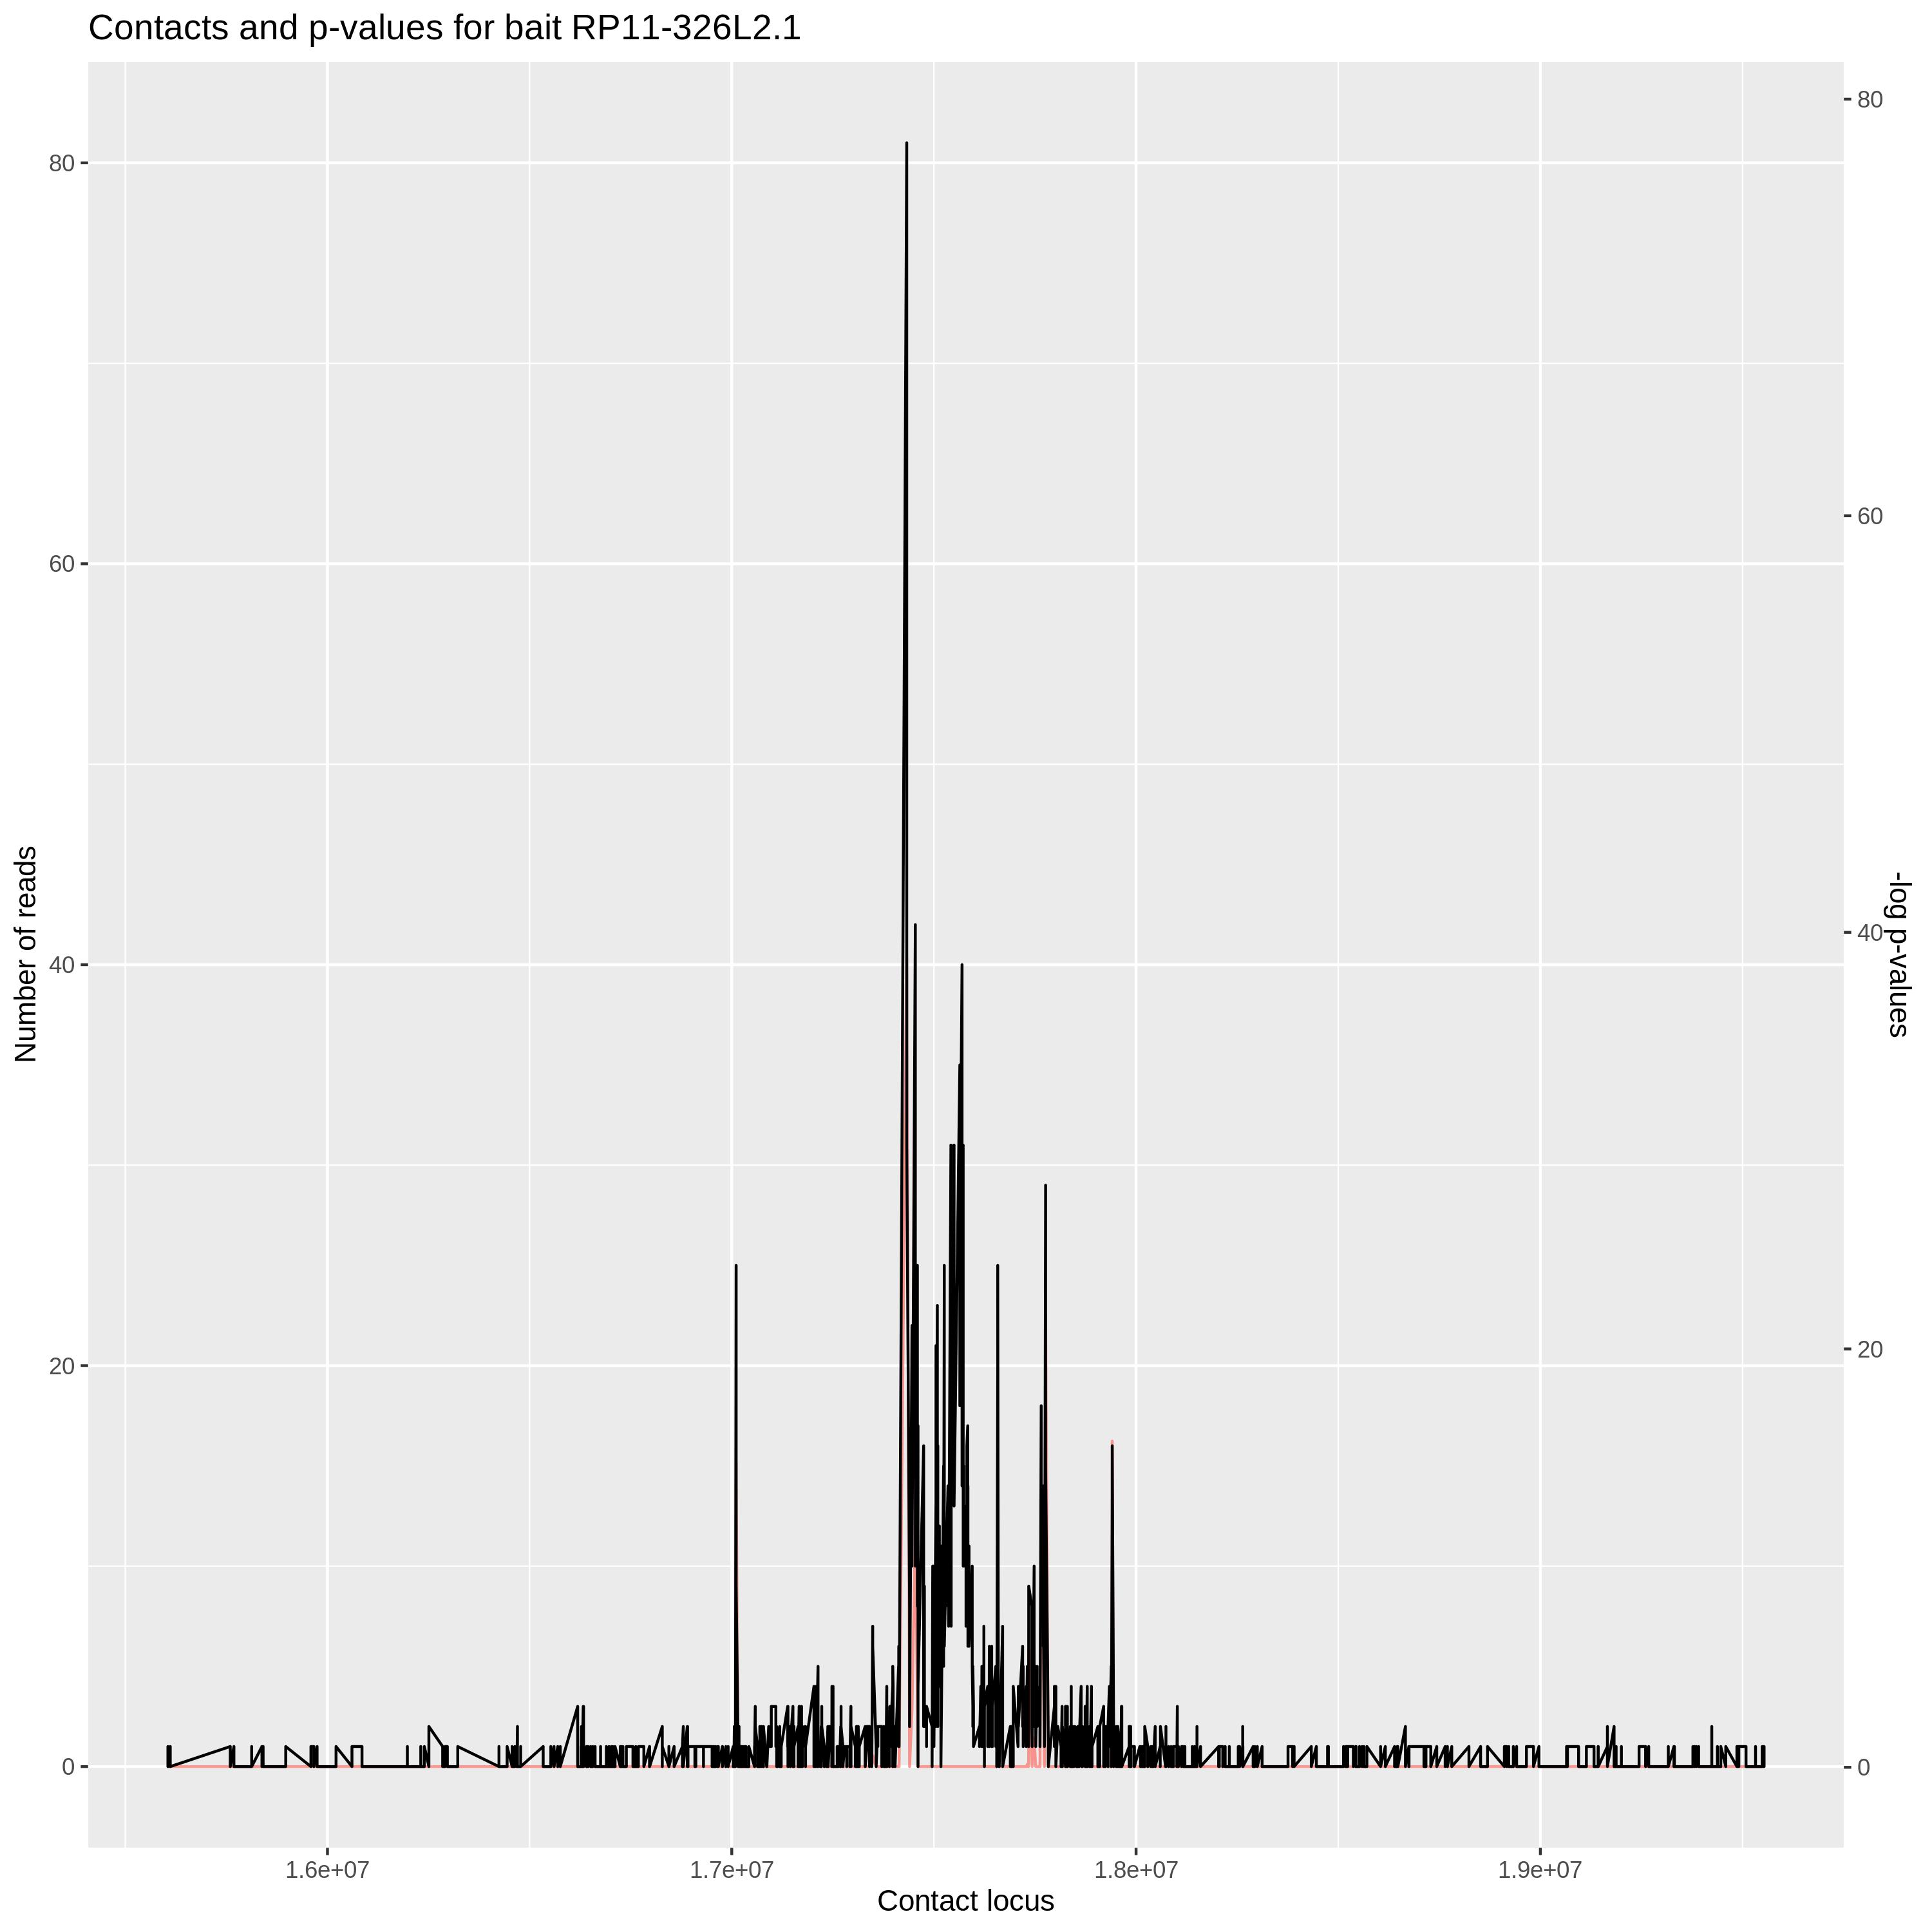 Contacts and p-values for bait RP11-326L2.1
80
60
40
20
0
Number of reads
80
60
40
20
0
-log p-values
1.6e+07
1.7e+07
1.8e+07
1.9e+07
Contact locus